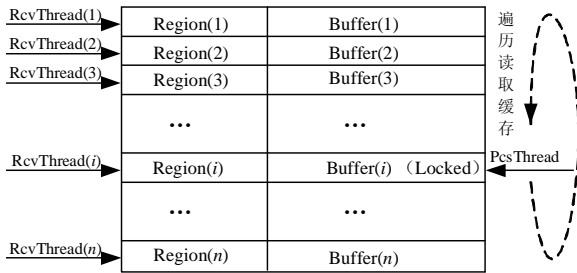 RcvThread(1) Region(1) Buffer(1)
RcvThread(2) Region(2) Buffer(2)
RcvThread(3) Region(3) Buffer(3)
... ...
RcvThread(i) Region(i) Buffer(i) （Locked） PcsThread
... ...
RcvThread(n) Region(n) Buffer(n)
遍历读取缓存